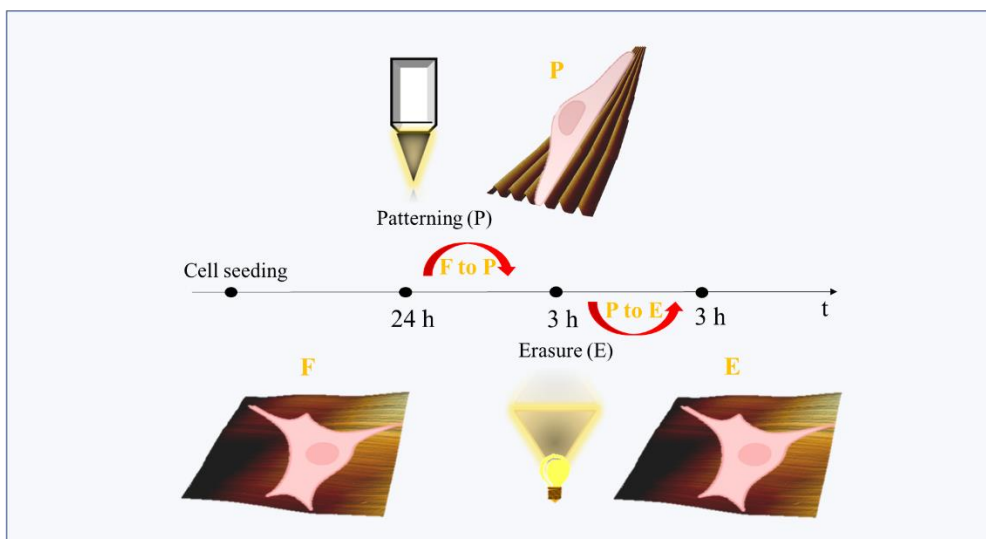 P
Patterning (P)
F to P
Cell seeding
24 h
3 h
P to E
3 h
t
Erasure (E)
F
E